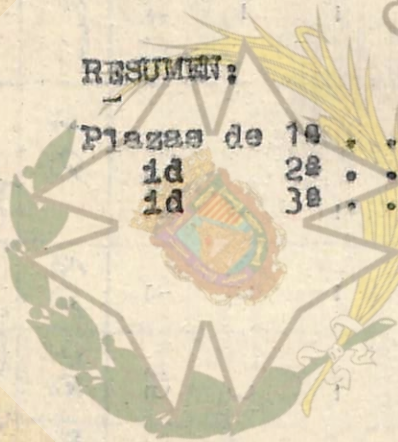 RESUMEN:
Plazas de 1ª . .
id 2ª . .
id 3ª . .